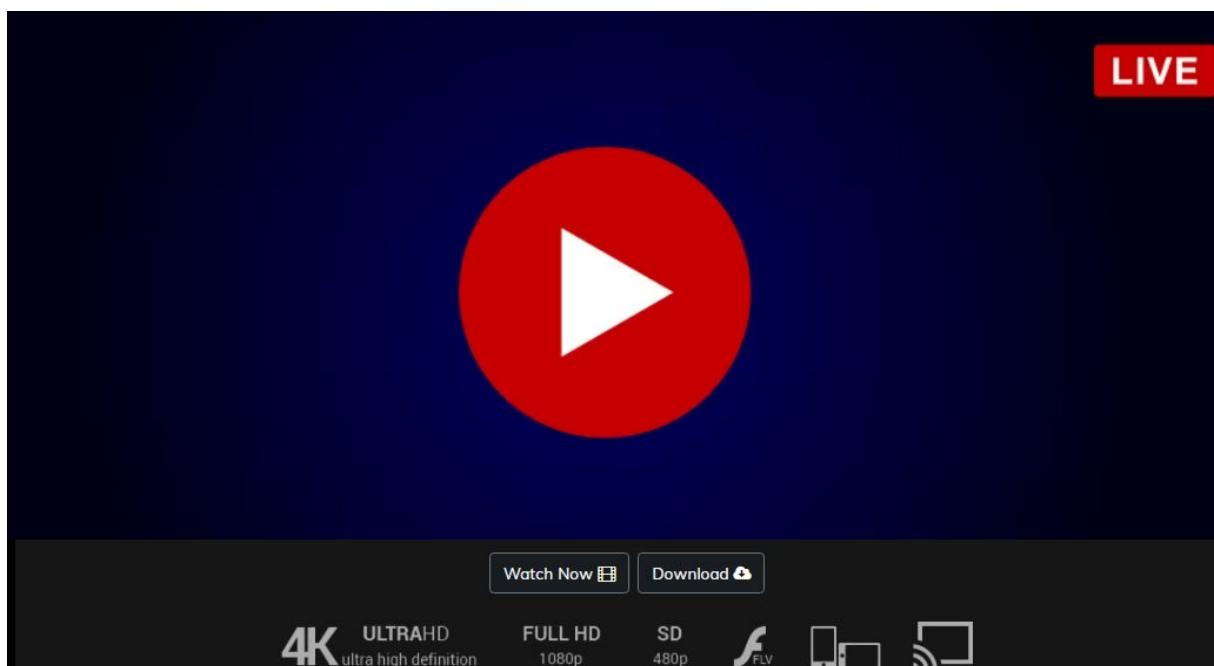 LIVE
Watch Now
Download
4K ULTRAHD
ultra high definition
FULL HD
1080p
SD
480p
FLV